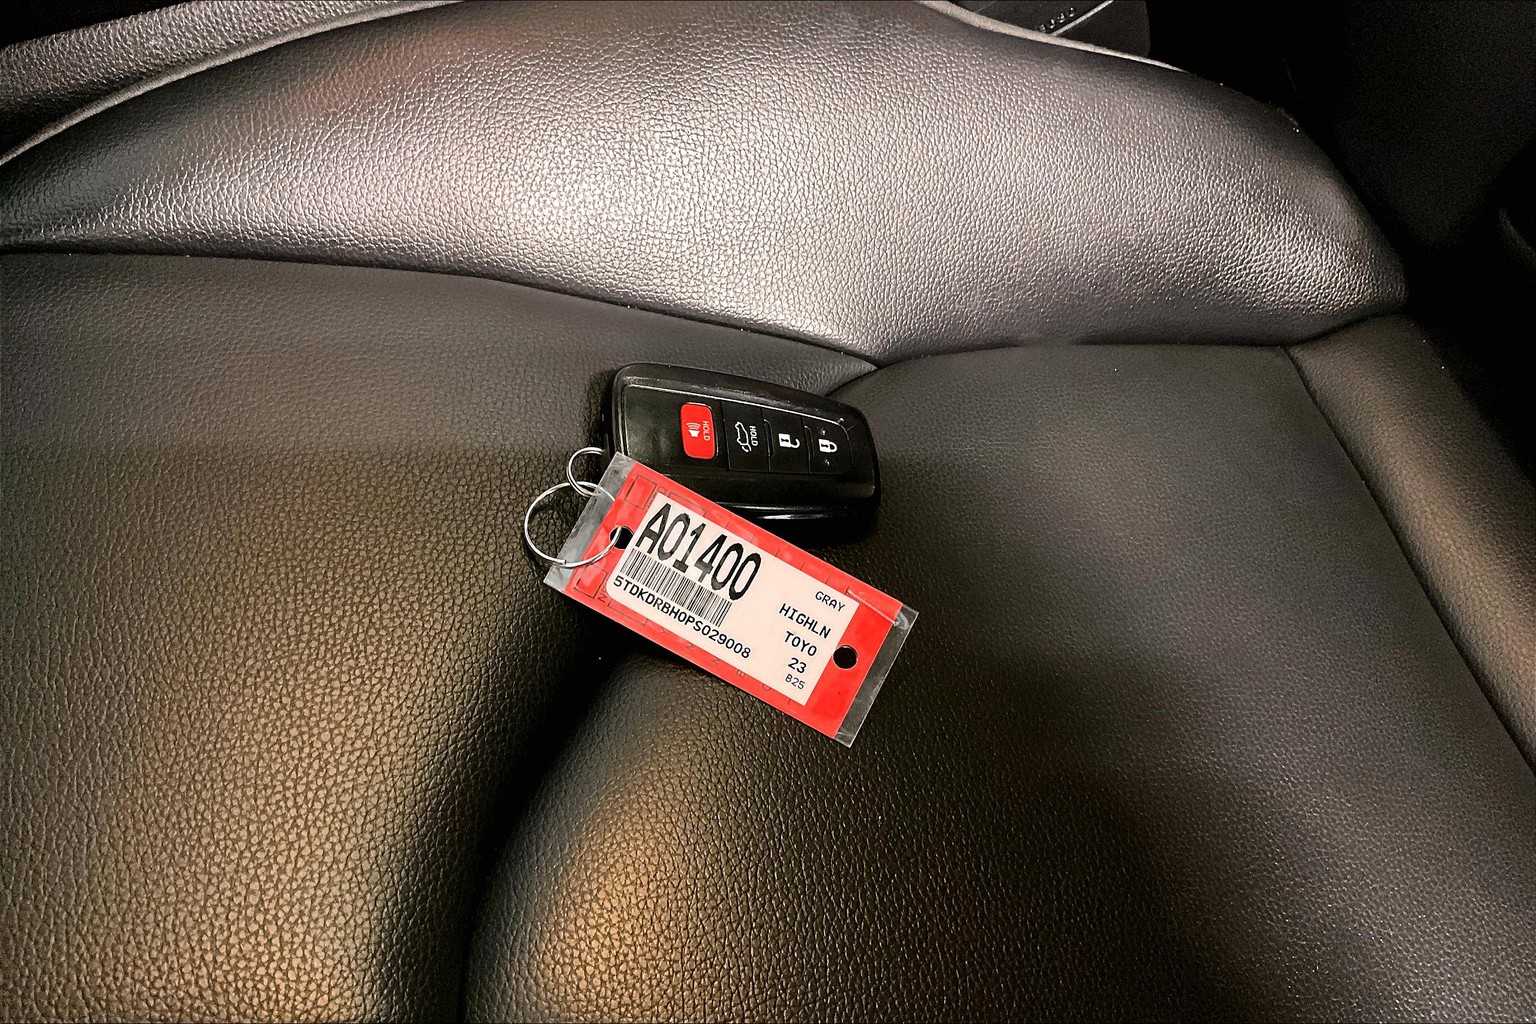 HOLD
HOLD
A01400
5TDKDRBH0PS029008
GRAY
HIGHLN
TOYO
23
B25